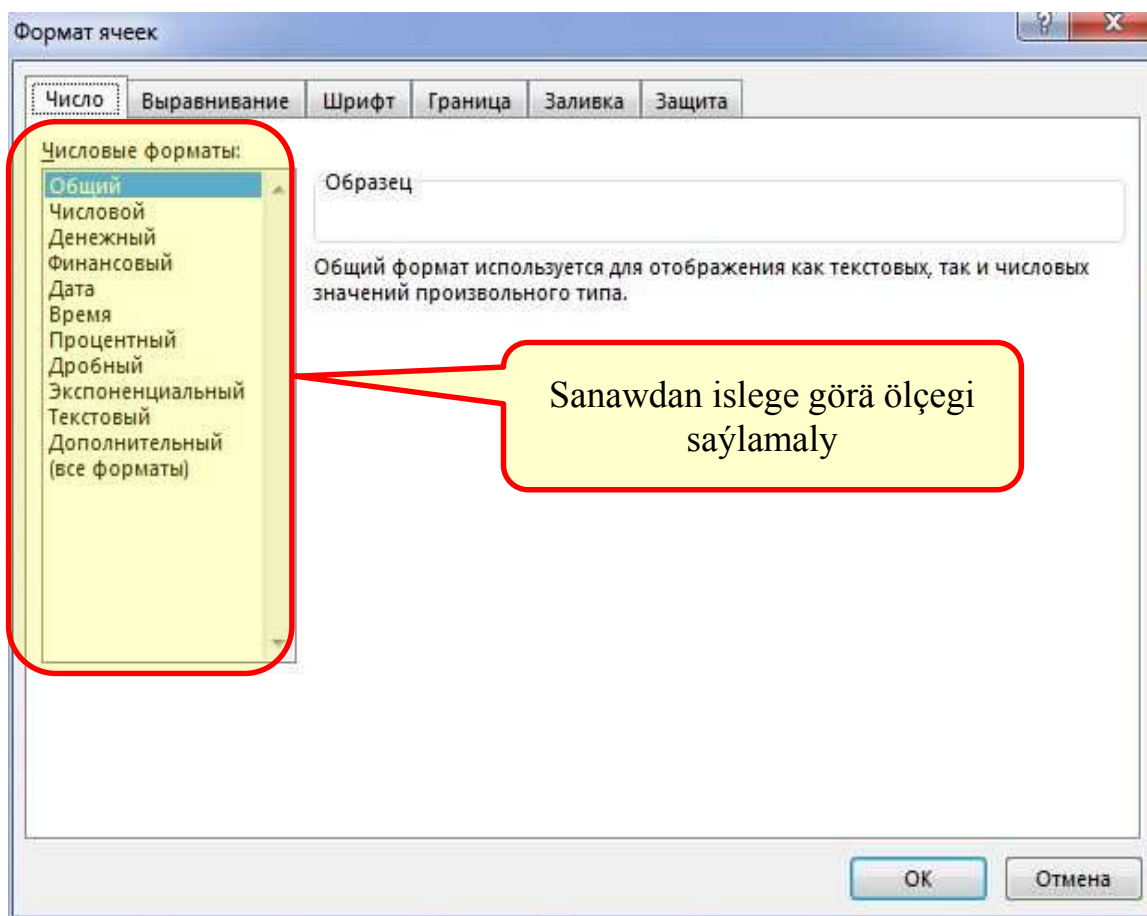 Формат ячеек
Число Выравнивание Шрифт Граница Заливка Защита
Числовые форматы:
Общий
Числовой
Денежный
Финансовый
Дата
Время
Процентный
Дробный
Экспоненциальный
Текстовый
Дополнительный
(все форматы)
Образец
Общий формат используется для отображения как текстовых, так и числовых
значений произвольного типа.
Sanawdan islege görä ölçegi
saýlamaly
ОК Отмена